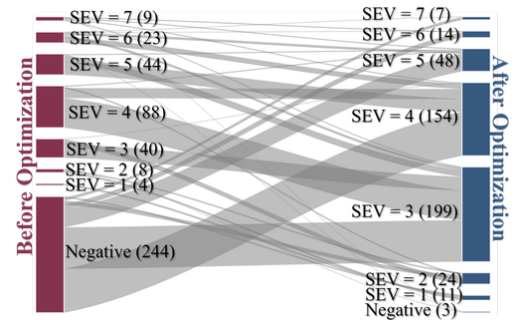 Before Optimization
SEV = 7 (9)
SEV = 6 (23)
SEV = 5 (44)
SEV = 4 (88)
SEV = 3 (40)
SEV = 2 (8)
SEV = 1 (4)
Negative (244)
SEV = 7 (7)
SEV = 6 (14)
SEV = 5 (48)
SEV = 4 (154)
SEV = 3 (199)
SEV = 2 (24)
SEV = 1 (11)
Negative (3)
After Optimization